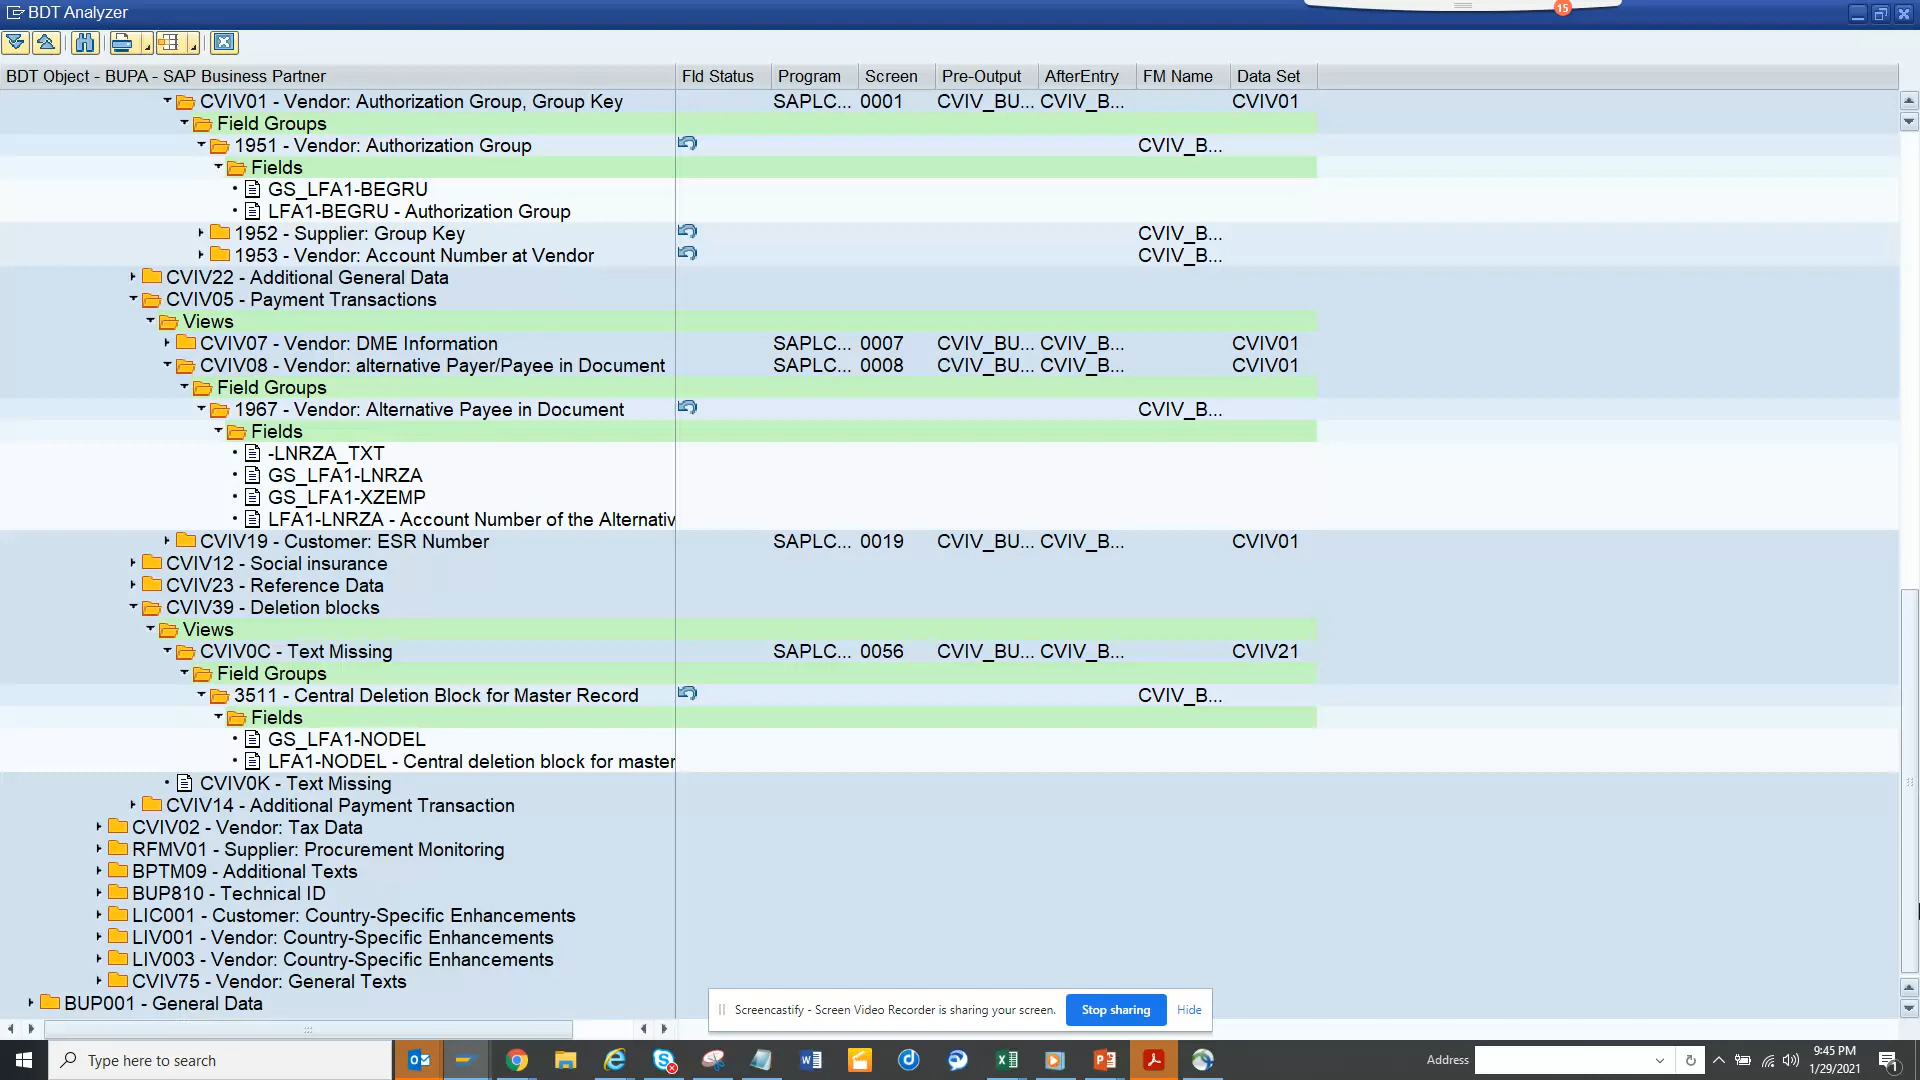 BDT Analyzer
15
BDT Object - BUPA - SAP Business Partner Fld Status Program Screen Pre-Output AfterEntry FM Name Data Set
CVIV01 - Vendor: Authorization Group, Group Key SAPLC... 0001 CVIV_BU... CVIV_B... CVIV01
Field Groups
1951 - Vendor: Authorization Group CVIV_B...
Fields
GS_LFA1-BEGRU
LFA1-BEGRU - Authorization Group
1952 - Supplier: Group Key CVIV_B...
1953 - Vendor: Account Number at Vendor CVIV_B...
CVIV22 - Additional General Data
CVIV05 - Payment Transactions
Views
CVIV07 - Vendor: DME Information SAPLC... 0007 CVIV_BU... CVIV_B... CVIV01
CVIV08 - Vendor: alternative Payer/Payee in Document SAPLC... 0008 CVIV_BU... CVIV_B... CVIV01
Field Groups
1967 - Vendor: Alternative Payee in Document CVIV_B...
Fields
-LNRZA_TXT
GS_LFA1-LNRZA
GS_LFA1-XZEMP
LFA1-LNRZA - Account Number of the Alternativ
CVIV19 - Customer: ESR Number SAPLC... 0019 CVIV_BU... CVIV_B... CVIV01
CVIV12 - Social insurance
CVIV23 - Reference Data
CVIV39 - Deletion blocks
Views
CVIV0C - Text Missing SAPLC... 0056 CVIV_BU... CVIV_B... CVIV21
Field Groups
3511 - Central Deletion Block for Master Record CVIV_B...
Fields
GS_LFA1-NODEL
LFA1-NODEL - Central deletion block for master
CVIV0K - Text Missing
CVIV14 - Additional Payment Transaction
CVIV02 - Vendor: Tax Data
RFMV01 - Supplier: Procurement Monitoring
BPTM09 - Additional Texts
BUP810 - Technical ID
LIC001 - Customer: Country-Specific Enhancements
LIV001 - Vendor: Country-Specific Enhancements
LIV003 - Vendor: Country-Specific Enhancements
CVIV75 - Vendor: General Texts
BUP001 - General Data
Screencastify - Screen Video Recorder is sharing your screen. Stop sharing Hide
Type here to search
Address
9:45 PM
1/29/2021
1